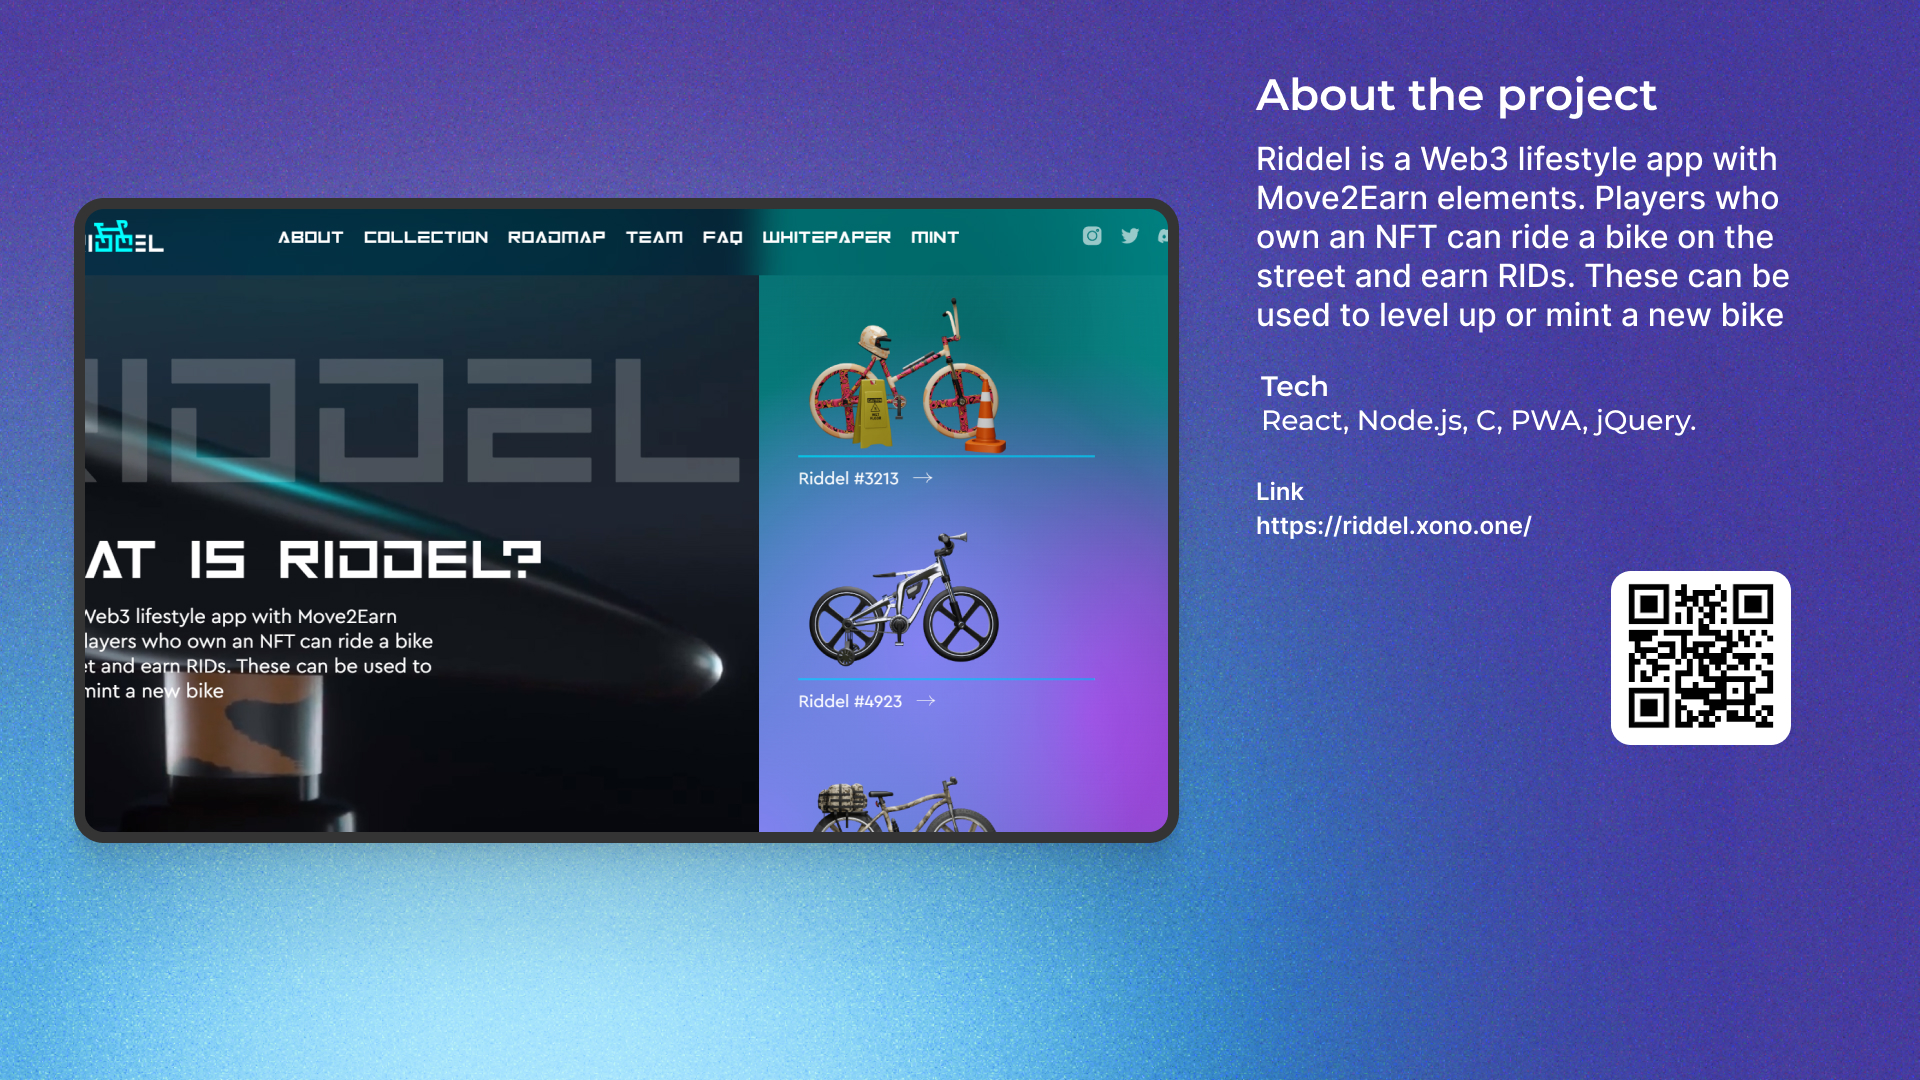 IDDEL
ABOUT COLLECTION ROADMAP TEAM FAQ WHITEPAPER MINT
RIDDEL
AT IS RIDDEL?
Web3 lifestyle app with Move2Earn
layers who own an NFT can ride a bike
et and earn RIDs. These can be used to
mint a new bike
Riddel #3213 →
Riddel #4923 →
About the project
Riddel is a Web3 lifestyle app with
Move2Earn elements. Players who
own an NFT can ride a bike on the
street and earn RIDs. These can be
used to level up or mint a new bike
Tech
React, Node.js, C, PWA, jQuery.
Link
https://riddel.xono.one/